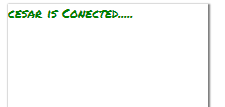 cesar is Conected.....